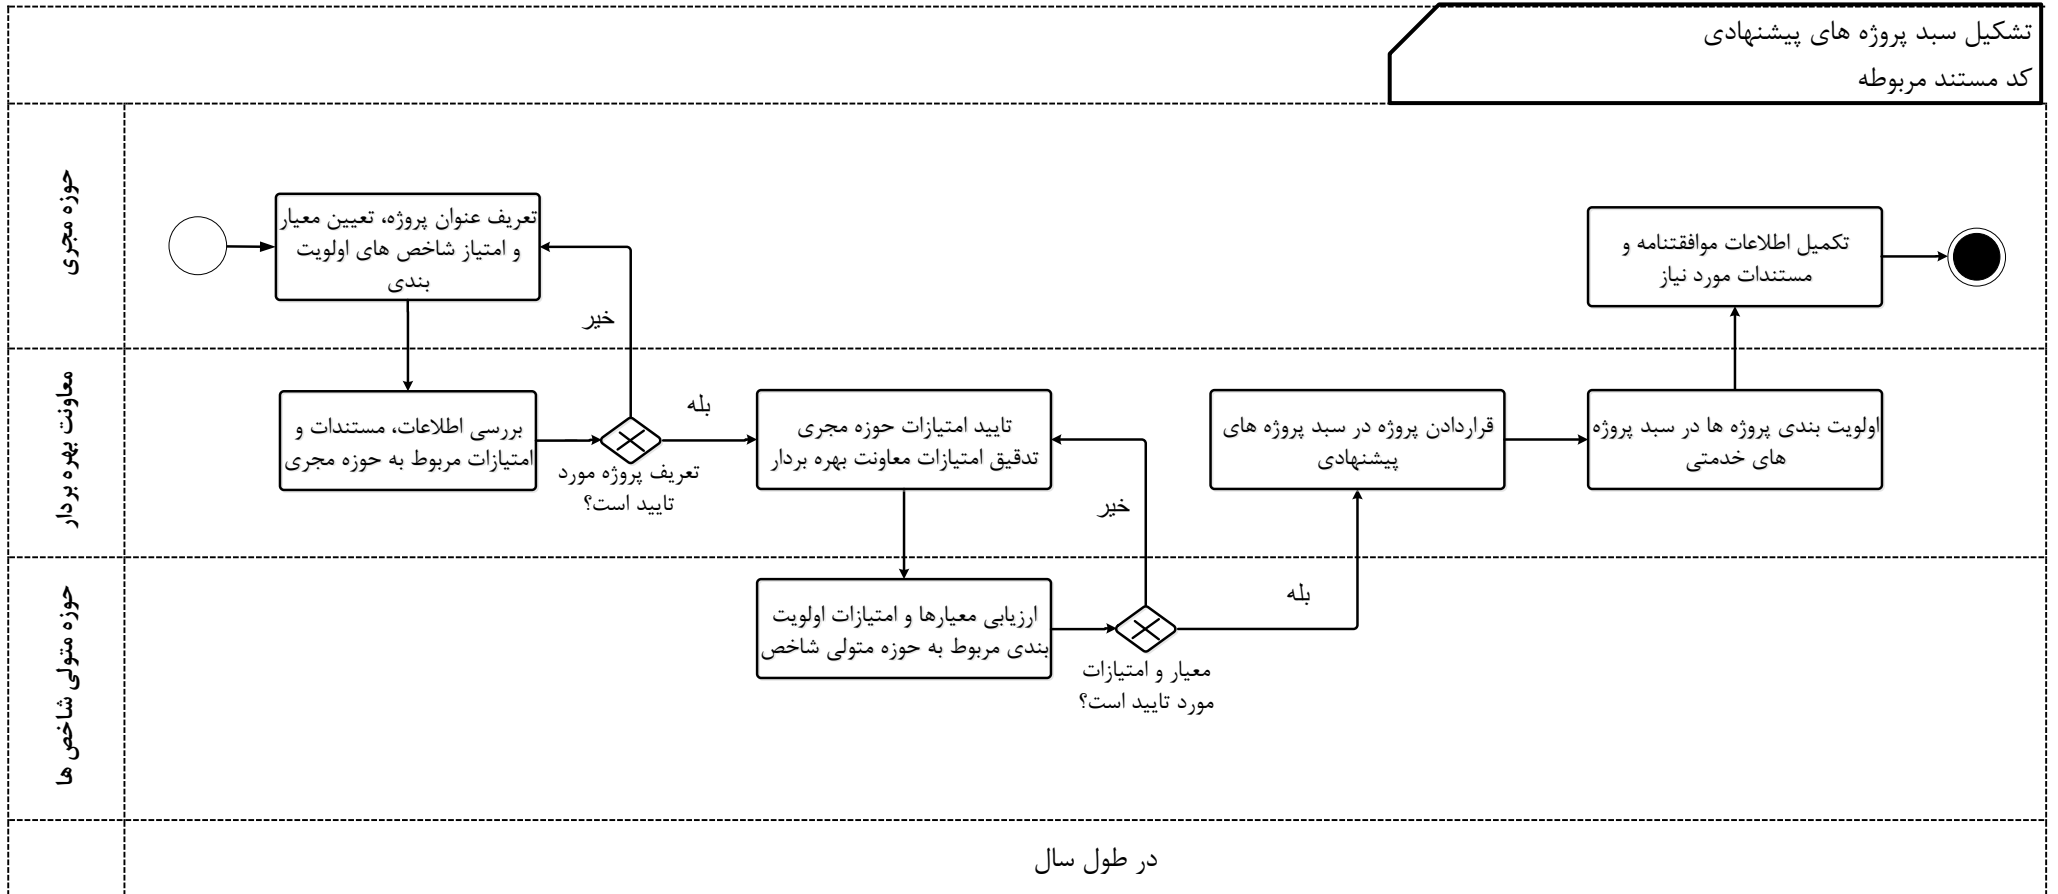 تشکیل سبد پروژه های پیشنهادی
کد مستند مربوطه
حوزه مجری
تعریف عنوان پروژه، تعیین معیار
و امتیاز شاخص های اولویت
بندی
خیر
تکمیل اطلاعات موافقتنامه و
مستندات مورد نیاز
معاونت بهره بردار
بررسی اطلاعات، مستندات و
امتیازات مربوط به حوزه مجری
تعریف پروژه مورد
تایید است؟
بله
تایید امتیازات حوزه مجری
تدقیق امتیازات معاونت بهره بردار
خیر
قراردادن پروژه در سبد پروژه های
پیشنهادی
اولویت بندی پروژه ها در سبد پروژه
های خدمتی
حوزه متولی شاخص ها
ارزیابی معیارها و امتیازات اولویت
بندی مربوط به حوزه متولی شاخص
معیار و امتیازات
مورد تایید است؟
بله
در طول سال